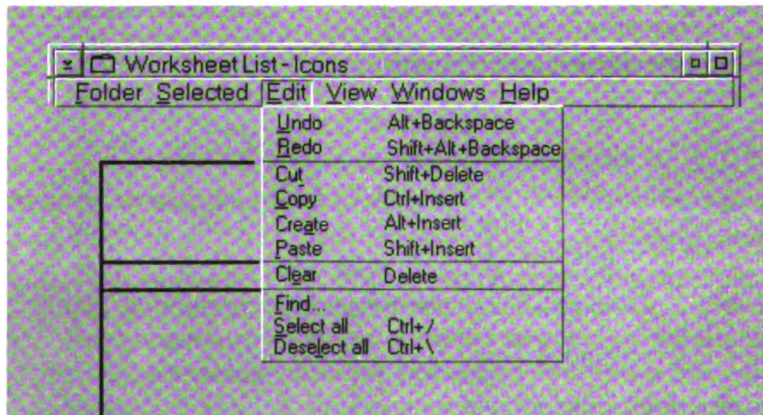 Worksheet List - Icons
Folder Selected Edit View Windows Help
Undo Alt+Backspace
Redo Shift+Alt+Backspace
Cut Shift+Delete
Copy Ctrl+Insert
Create Alt+Insert
Paste Shift+Insert
Clear Delete
Find...
Select all Ctrl+/
Deselect all Ctrl+\